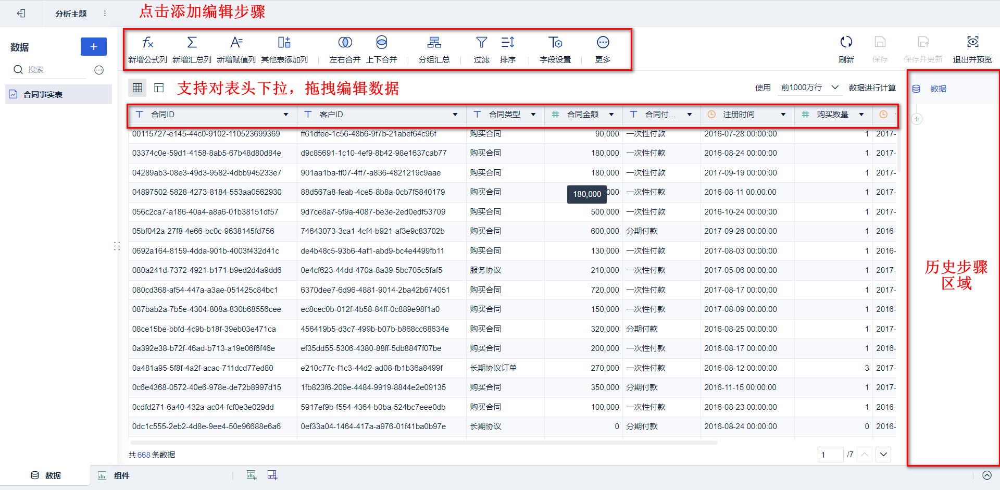 分析主题
点击添加编辑步骤
数据
搜索
合同事实表
新增公式列 新增汇总列 新增赋值列 其他表添加列 左右合并 上下合并 分组汇总 过滤 排序 字段设置 更多
刷新 保存 保存并更新 退出并预览
支持对表头下拉，拖拽编辑数据
使用 前1000万行 数据进行计算
合同ID 客户ID 合同类型 合同金额 合同付... 注册时间 购买数量
00115727-e145-44c0-9102-110523699369 ff61dfee-1c56-48b6-9f7b-21abef64c96f 购买合同 90,000 一次性付款 2016-07-28 00:00:00 1 2017-
03374c0e-59d1-4158-8ab5-67b48d80d84e d9c85691-1c10-4ef9-8b42-98e1637cab77 购买合同 180,000 一次性付款 2016-08-24 00:00:00 1 2017-
04289ab3-08e3-49d3-9582-4dbb945233e7 901aa1ba-ff07-4ff7-a836-4821219c9aae 购买合同 180,000 一次性付款 2017-09-19 00:00:00 1 2017-
04897502-5828-4273-8184-553aa0562930 88d567a8-feab-4ce5-8b8a-0cb7f5840179 购买合同 180,000 000 一次性付款 2016-08-11 00:00:00 1 2017-
056c2ca7-a186-40a4-a8a6-01b38151df57 9d7ce8a7-5f9a-4087-be3e-2ed0edf53709 购买合同 500,000 一次性付款 2016-10-24 00:00:00 1 2017-
05bf042a-27f8-4e66-bc0c-9638145fd756 74643073-3ca1-4cf4-b921-af3e9c83702b 购买合同 600,000 分期付款 2017-09-26 00:00:00 1 2016-
0692a164-8159-4dda-901b-4003f432d41c de4b48c5-93b6-4af1-abd9-bc4e4499fb11 购买合同 130,000 一次性付款 2017-08-03 00:00:00 1 2016-
080a241d-7372-4921-b171-b9ed2d4a9dd6 0e4cf623-44dd-470a-8a39-5bc705c5faf5 服务协议 210,000 一次性付款 2017-05-06 00:00:00 1 2017-
080cd368-af54-447a-a3ae-051425c84bc1 6370dee7-6d96-4881-9014-2ba42b674051 购买合同 720,000 一次性付款 2017-08-17 00:00:00 1 2017-
087bab2a-7b5e-4304-808a-830b68556cee ec8cec0b-012f-4b58-84ff-0c889e98f1a0 购买合同 150,000 一次性付款 2017-08-09 00:00:00 1 2016-
08ce15be-bbfd-4c9b-b18f-39eb03e471ca 456419b5-d3c7-499b-b07b-b868cc68634e 购买合同 320,000 分期付款 2016-08-25 00:00:00 1 2017-
0a392e38-b72f-46ad-b713-a19e06f6f46e ef35dd55-5306-4380-88ff-5db8847f07be 购买合同 200,000 一次性付款 2016-08-17 00:00:00 1 2016-
0a481a95-5f8f-4a2f-acac-711dcd77ed80 e210c77c-f1c3-44d2-ad08-fb1b36a8499f 长期协议订单 270,000 一次性付款 2016-08-12 00:00:00 3 2017-
0c6e4368-0572-40e6-978e-de72b8997d15 1fb823f6-209e-4484-9919-8844e2e09135 购买合同 350,000 分期付款 2016-11-15 00:00:00 1 2017-
0cdfd271-6a40-432a-ac04-fcf0e3e029dd 5917ef9b-f554-4364-b0ba-524bc7eee0db 购买合同 100,000 一次性付款 2016-08-23 00:00:00 1 2016-
0dc1c555-2eb2-4d8e-9ee4-50e96688e6a6 0ef33a04-1464-417a-a976-01f41ba0b97e 长期协议 0 分期付款 2016-08-24 00:00:00 0 2016-
共668条数据
1 /7
数据
历史步骤
区域
数据 组件